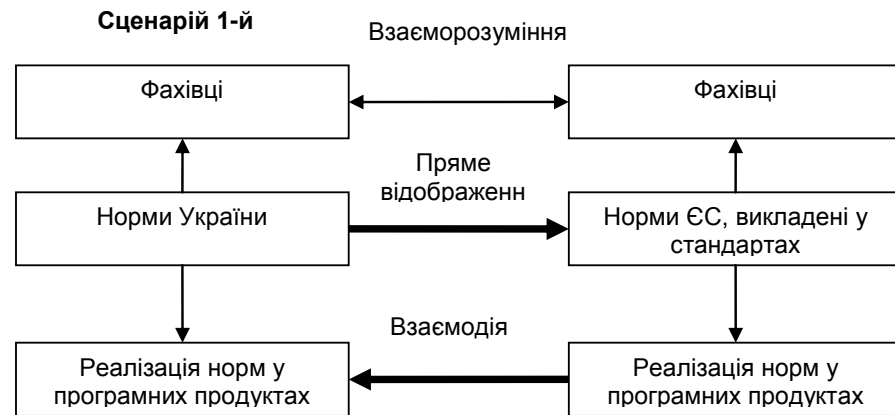 Сценарій 1-й
Взаєморозуміння
Фахівці
Фахівці
Пряме
відображенн
Норми України
Норми ЄС, викладені у
стандартах
Взаємодія
Реалізація норм у
програмних продуктах
Реалізація норм у
програмних продуктах